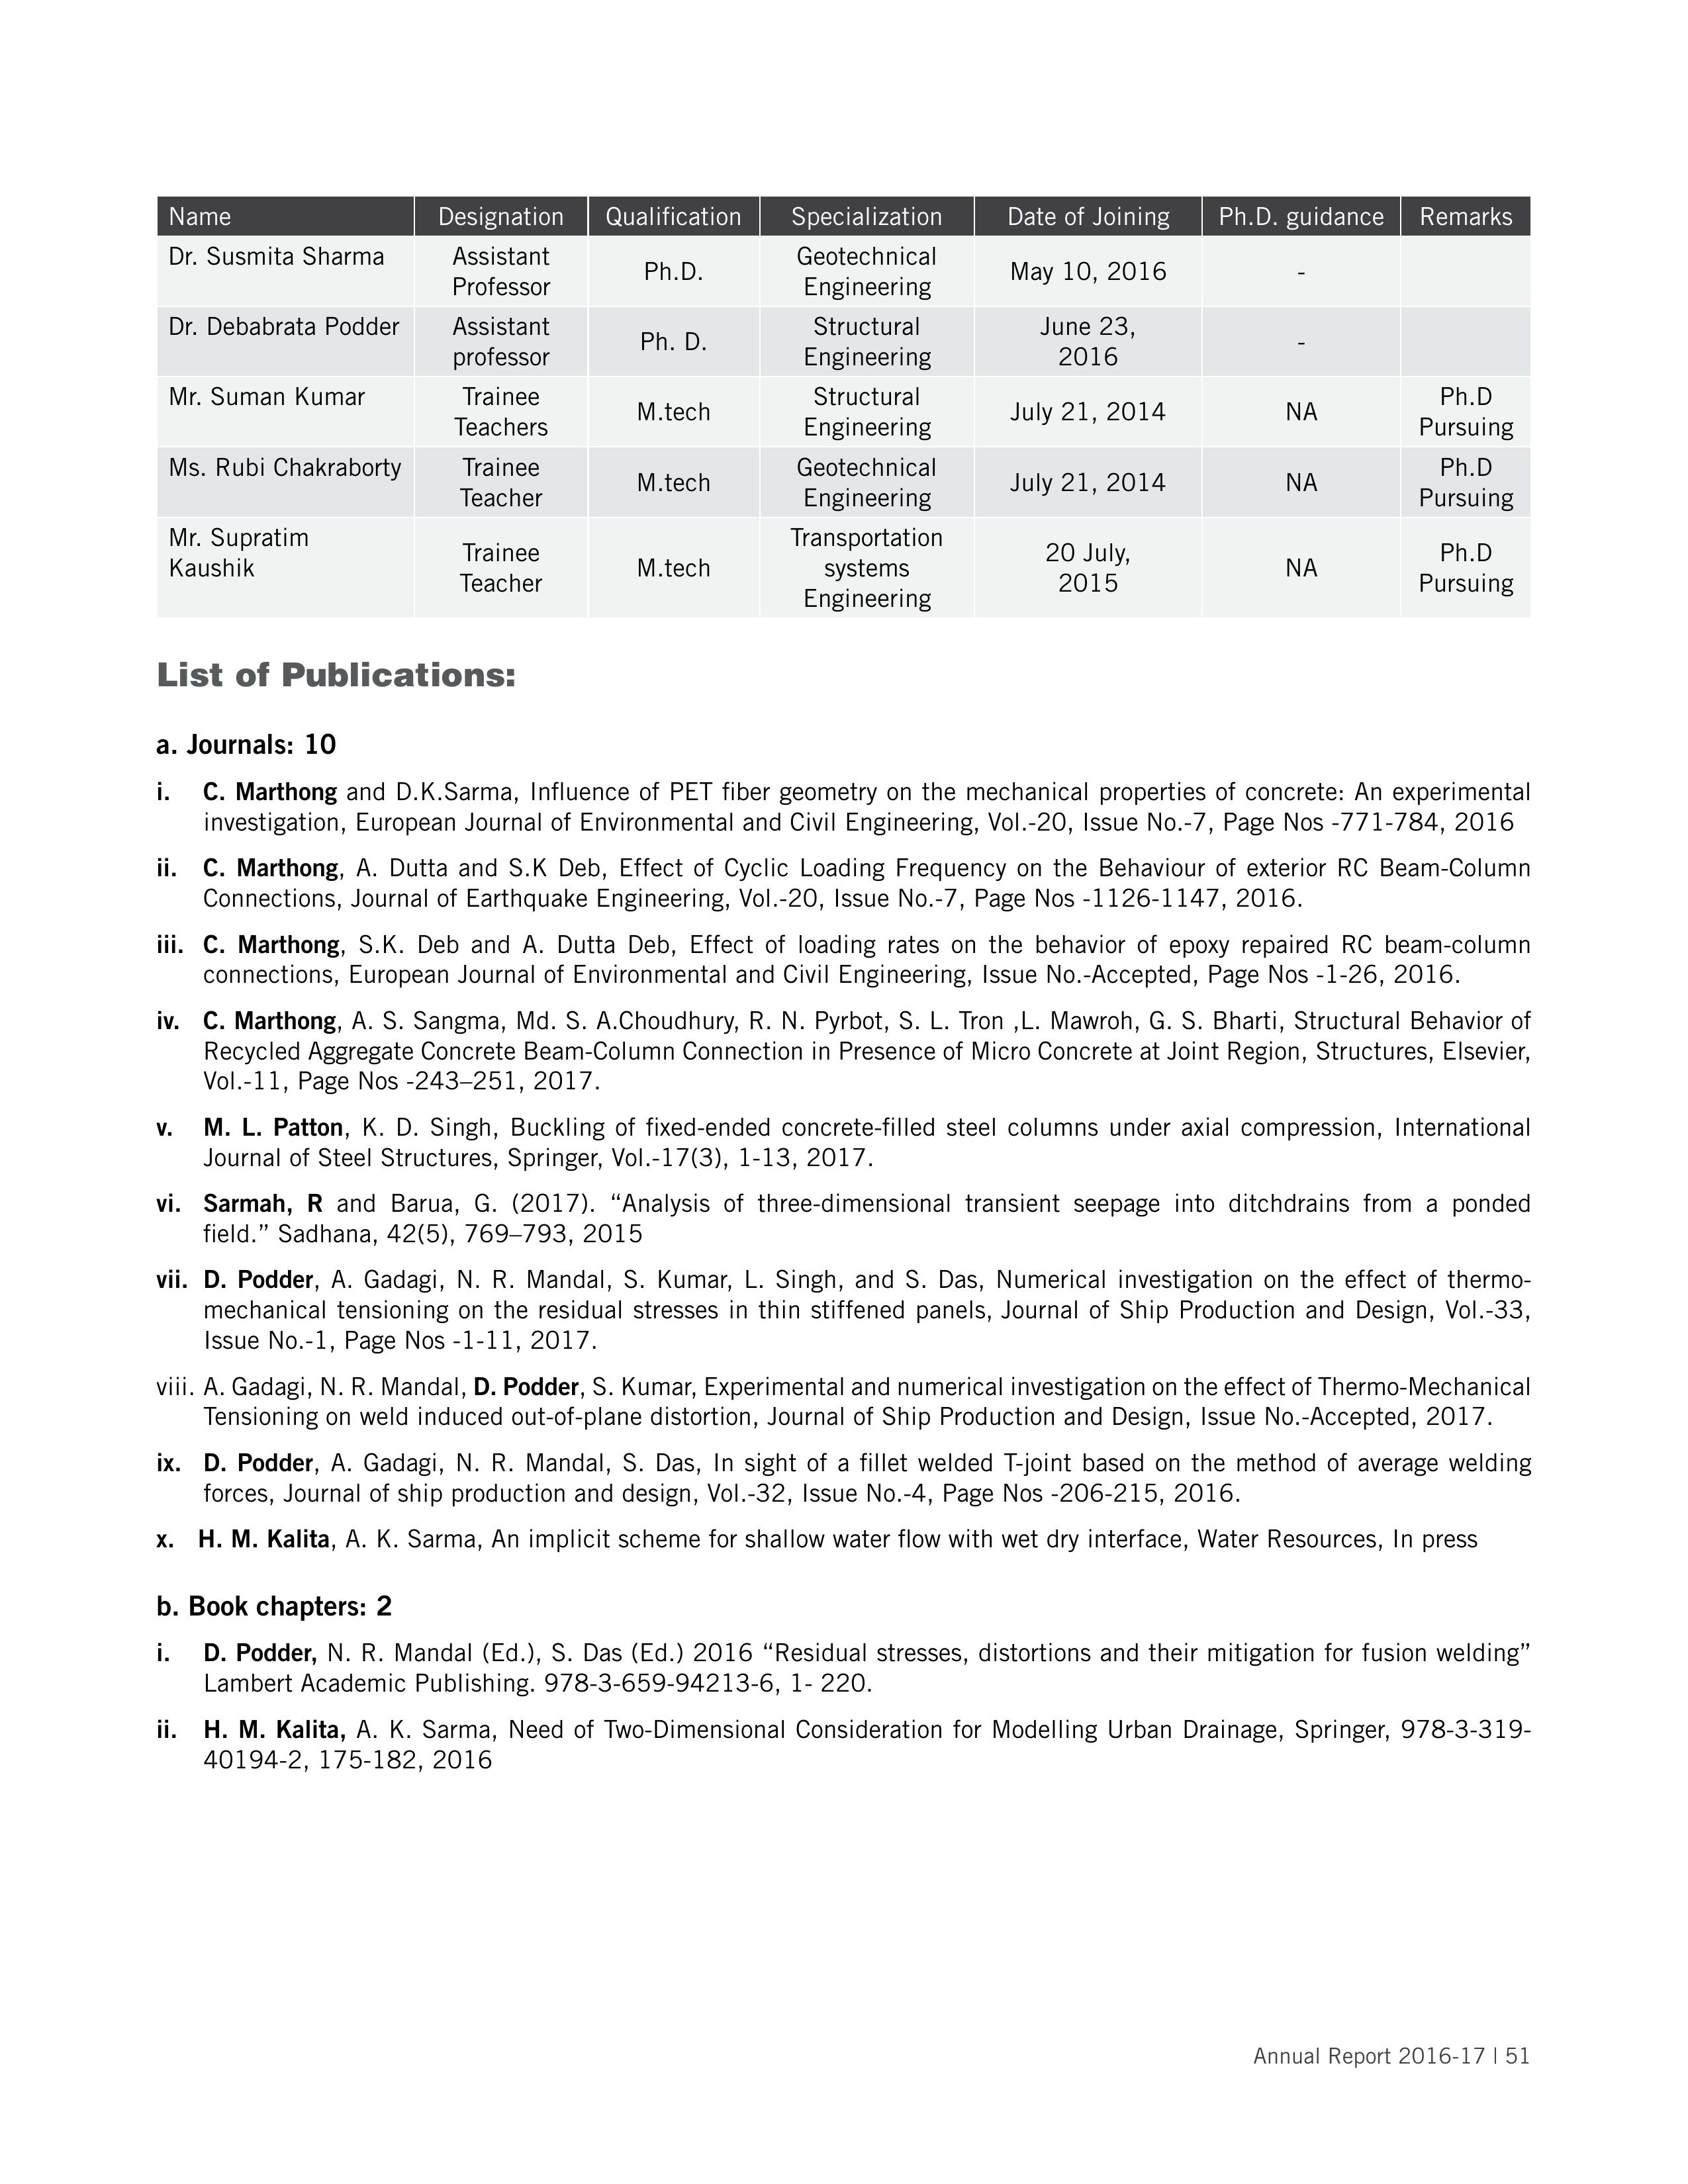 Name Designation Qualification Specialization Date of Joining Ph.D. guidance Remarks
Dr. Susmita Sharma Assistant Professor Ph.D. Geotechnical Engineering May 10, 2016 -
Dr. Debabrata Podder Assistant professor Ph. D. Structural Engineering June 23, 2016 -
Mr. Suman Kumar Trainee Teachers M.tech Structural Engineering July 21, 2014 NA Ph.D Pursuing
Ms. Rubi Chakraborty Trainee Teacher M.tech Geotechnical Engineering July 21, 2014 NA Ph.D Pursuing
Mr. Supratim Kaushik Trainee Teacher M.tech Transportation systems Engineering 20 July, 2015 NA Ph.D Pursuing
List of Publications:
a. Journals: 10
i. C. Marthong and D.K.Sarma, Influence of PET fiber geometry on the mechanical properties of concrete: An experimental
investigation, European Journal of Environmental and Civil Engineering, Vol.-20, Issue No.-7, Page Nos -771-784, 2016
ii. C. Marthong, A. Dutta and S.K Deb, Effect of Cyclic Loading Frequency on the Behaviour of exterior RC Beam-Column
Connections, Journal of Earthquake Engineering, Vol.-20, Issue No.-7, Page Nos -1126-1147, 2016.
iii. C. Marthong, S.K. Deb and A. Dutta Deb, Effect of loading rates on the behavior of epoxy repaired RC beam-column
connections, European Journal of Environmental and Civil Engineering, Issue No.-Accepted, Page Nos -1-26, 2016.
iv. C. Marthong, A. S. Sangma, Md. S. A.Choudhury, R. N. Pyrbot, S. L. Tron ,L. Mawroh, G. S. Bharti, Structural Behavior of
Recycled Aggregate Concrete Beam-Column Connection in Presence of Micro Concrete at Joint Region, Structures, Elsevier,
Vol.-11, Page Nos -243–251, 2017.
v. M. L. Patton, K. D. Singh, Buckling of fixed-ended concrete-filled steel columns under axial compression, International
Journal of Steel Structures, Springer, Vol.-17(3), 1-13, 2017.
vi. Sarmah, R and Barua, G. (2017). “Analysis of three-dimensional transient seepage into ditchdrains from a ponded
field.” Sadhana, 42(5), 769–793, 2015
vii. D. Podder, A. Gadagi, N. R. Mandal, S. Kumar, L. Singh, and S. Das, Numerical investigation on the effect of thermo-
mechanical tensioning on the residual stresses in thin stiffened panels, Journal of Ship Production and Design, Vol.-33,
Issue No.-1, Page Nos -1-11, 2017.
viii. A. Gadagi, N. R. Mandal, D. Podder, S. Kumar, Experimental and numerical investigation on the effect of Thermo-Mechanical
Tensioning on weld induced out-of-plane distortion, Journal of Ship Production and Design, Issue No.-Accepted, 2017.
ix. D. Podder, A. Gadagi, N. R. Mandal, S. Das, In sight of a fillet welded T-joint based on the method of average welding
forces, Journal of ship production and design, Vol.-32, Issue No.-4, Page Nos -206-215, 2016.
x. H. M. Kalita, A. K. Sarma, An implicit scheme for shallow water flow with wet dry interface, Water Resources, In press
b. Book chapters: 2
i. D. Podder, N. R. Mandal (Ed.), S. Das (Ed.) 2016 “Residual stresses, distortions and their mitigation for fusion welding”
Lambert Academic Publishing. 978-3-659-94213-6, 1- 220.
ii. H. M. Kalita, A. K. Sarma, Need of Two-Dimensional Consideration for Modelling Urban Drainage, Springer, 978-3-319-
40194-2, 175-182, 2016
Annual Report 2016-17 | 51